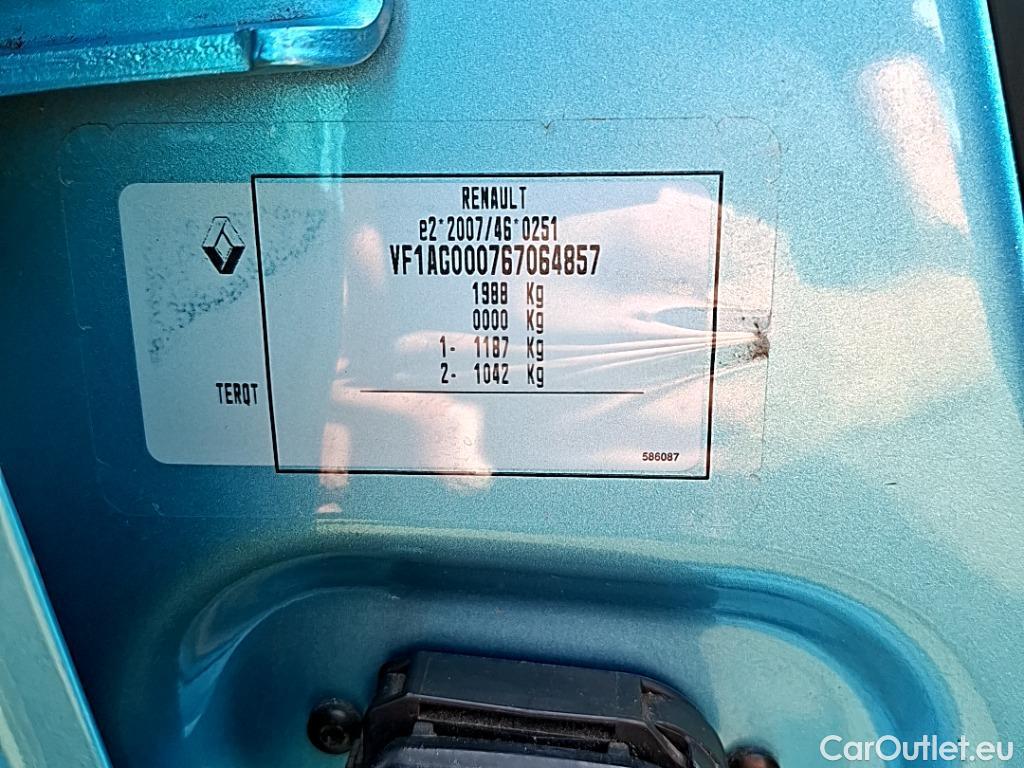 RENAULT
e2*2007/46*0251
VF1AG000767064857
1988 Kg
0000 Kg
1- 1187 Kg
2- 1042 Kg
TERQT
586087
CarOutlet.eu